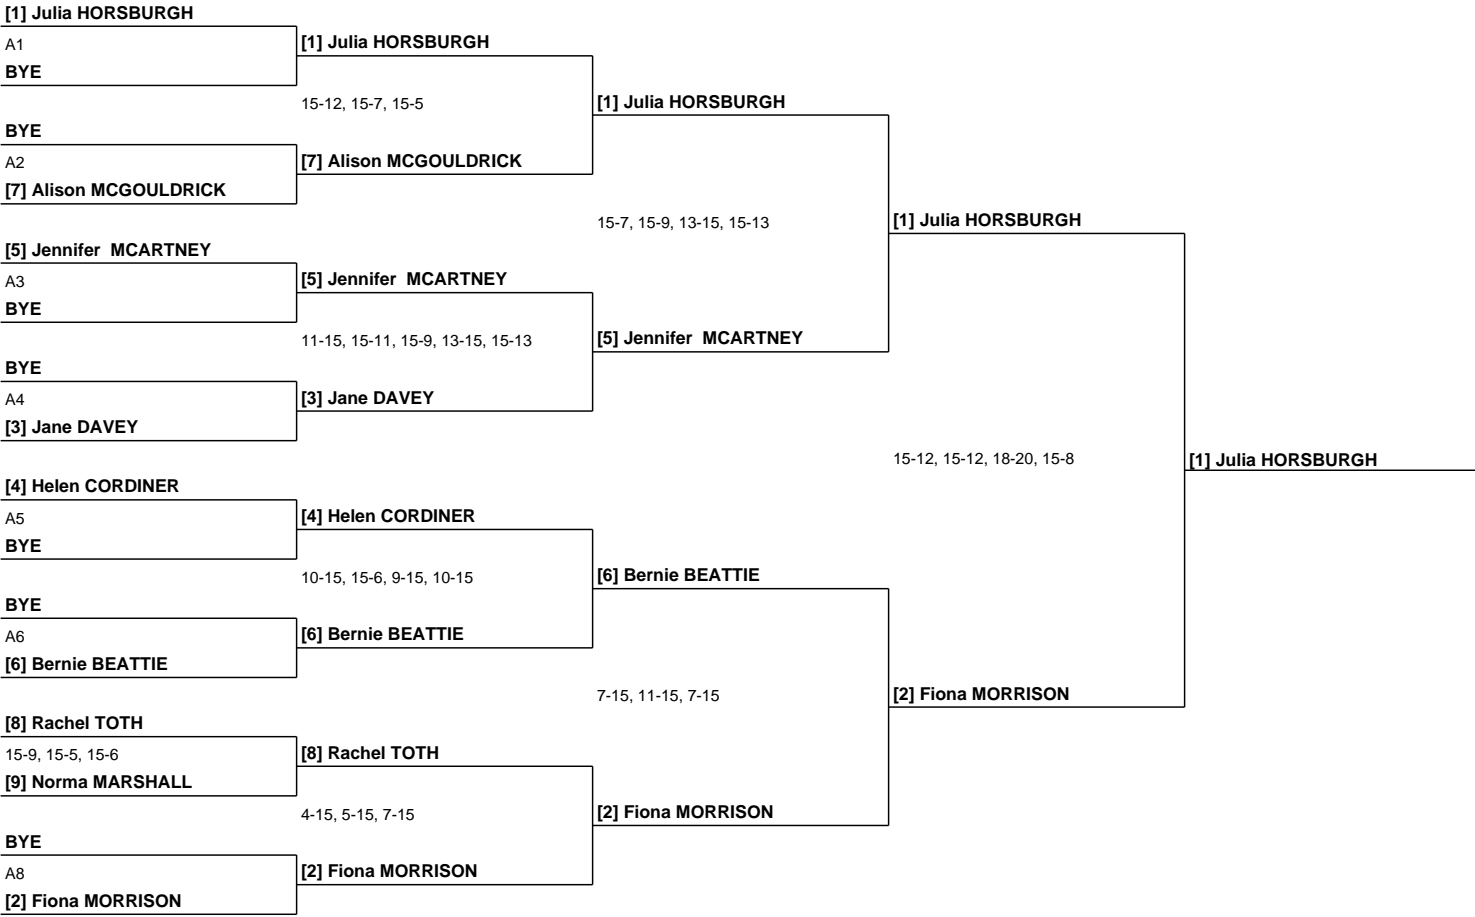 [1] Julia HORSBURGH
A1
BYE
BYE
A2
[7] Alison MCGOULDRICK
[5] Jennifer  MCARTNEY
A3
BYE
BYE
A4
[3] Jane DAVEY
[4] Helen CORDINER
A5
BYE
BYE
A6
[6] Bernie BEATTIE
[8] Rachel TOTH
15-9, 15-5, 15-6
[9] Norma MARSHALL
BYE
A8
[2] Fiona MORRISON
[1] Julia HORSBURGH
15-12, 15-7, 15-5
[7] Alison MCGOULDRICK
[5] Jennifer  MCARTNEY
11-15, 15-11, 15-9, 13-15, 15-13
[3] Jane DAVEY
[4] Helen CORDINER
10-15, 15-6, 9-15, 10-15
[6] Bernie BEATTIE
[8] Rachel TOTH
4-15, 5-15, 7-15
[2] Fiona MORRISON
[1] Julia HORSBURGH
15-7, 15-9, 13-15, 15-13
[5] Jennifer  MCARTNEY
[6] Bernie BEATTIE
7-15, 11-15, 7-15
[2] Fiona MORRISON
[1] Julia HORSBURGH
15-12, 15-12, 18-20, 15-8
[2] Fiona MORRISON
[1] Julia HORSBURGH